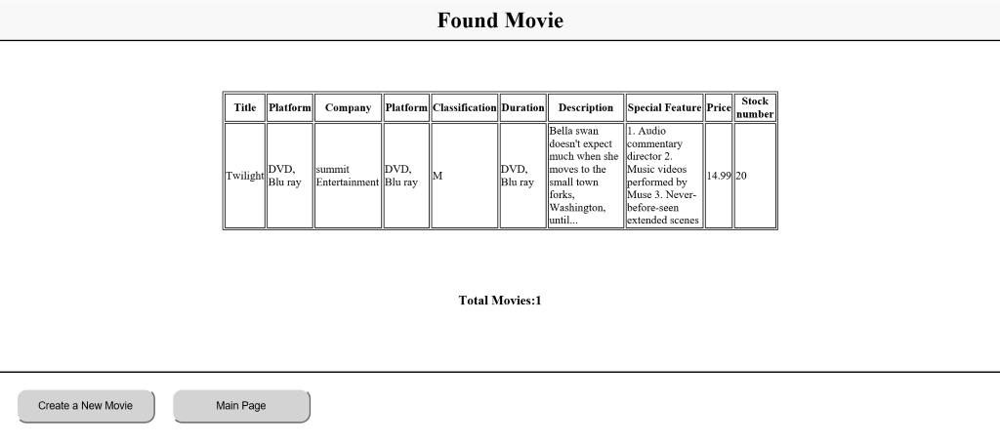 Found Movie
Title Platform Company Platform Classification Duration Description Special Feature Price Stock number
Twilight DVD, Blu ray summit Entertainment DVD, Blu ray M DVD, Blu ray Bella swan doesn't expect much when she moves to the small town forks, Washington, until... 1. Audio commentary director 2. Music videos performed by Muse 3. Never-before-seen extended scenes 14.99 20
Total Movies:1
Create a New Movie Main Page